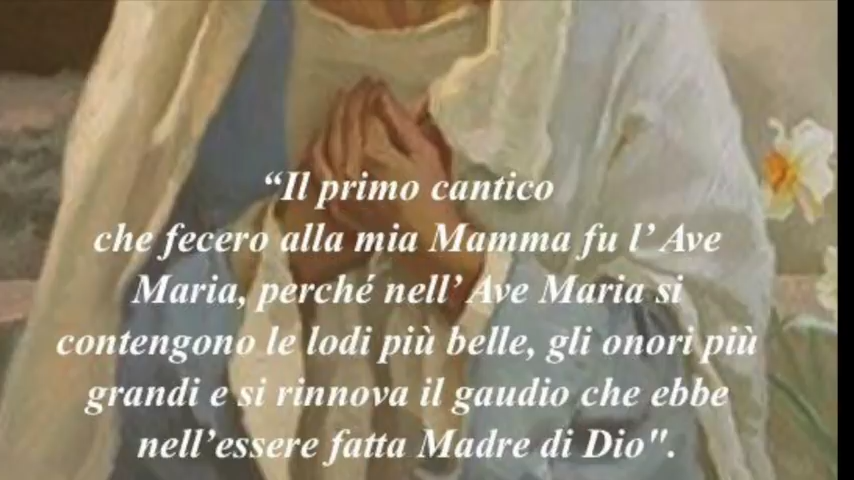 “Il primo cantico
che fecero alla mia Mamma fu l’ Ave
Maria, perché nell’ Ave Maria si
contengono le lodi più belle, gli onori più
grandi e si rinnova il gaudio che ebbe
nell’essere fatta Madre di Dio".